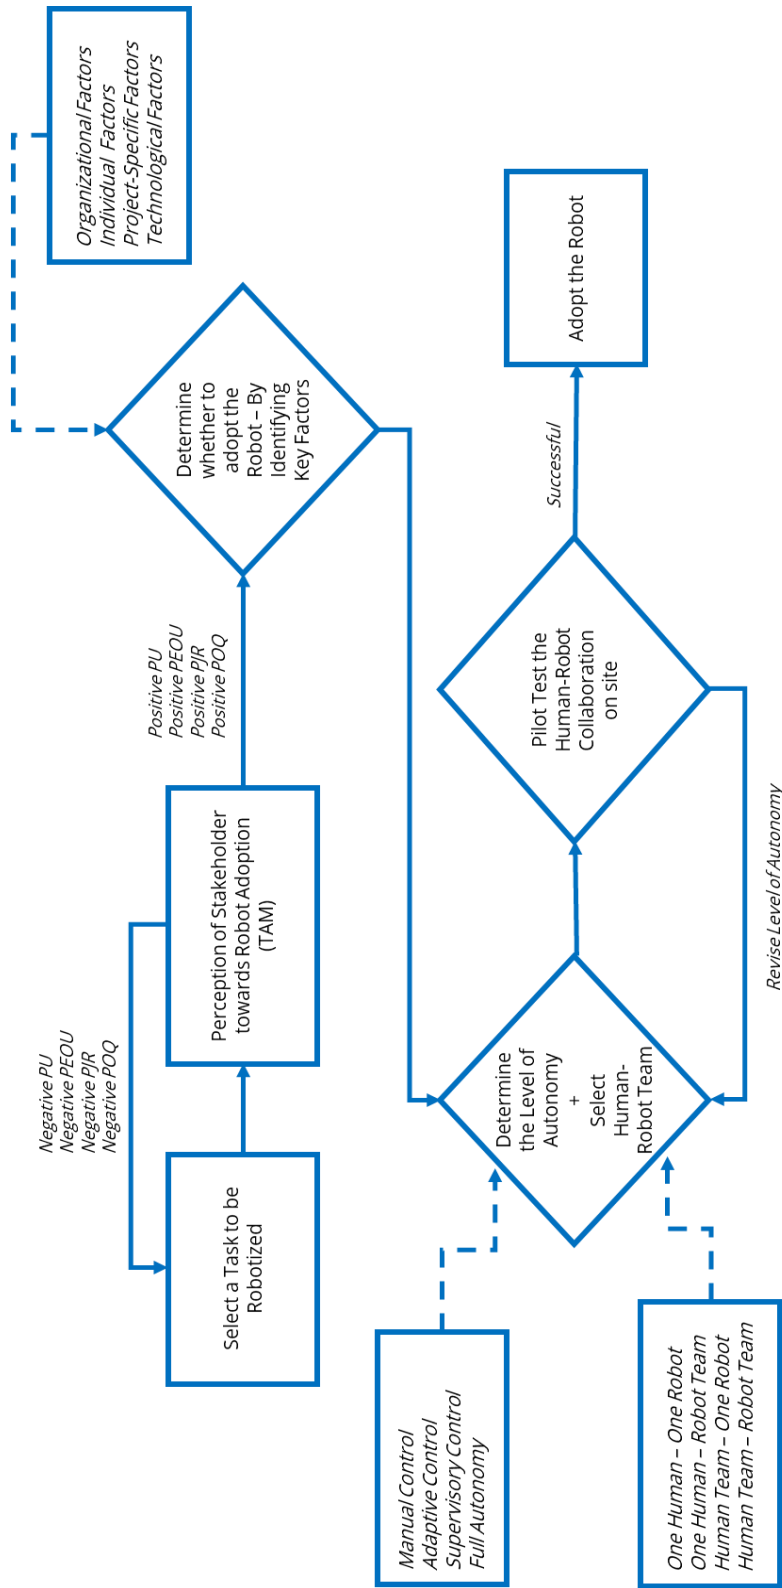 Select a Task to be
Robotized
Negative PU
Negative PEOU
Negative PJR
Negative POQ
Perception of Stakeholder
towards Robot Adoption
(TAM)
Positive PU
Positive PEOU
Positive PJR
Positive POQ
Determine
whether to
adopt the
Robot – By
Identifying
Key Factors
Organizational Factors
Individual Factors
Project-Specific Factors
Technological Factors
Manual Control
Adaptive Control
Supervisory Control
Full Autonomy
One Human – One Robot
One Human – Robot Team
Human Team – One Robot
Human Team – Robot Team
Determine
the Level of
Autonomy
+
Select
Human-
Robot Team
Pilot Test the
Human-Robot
Collaboration
on site
Revise Level of Autonomy
Successful
Adopt the Robot